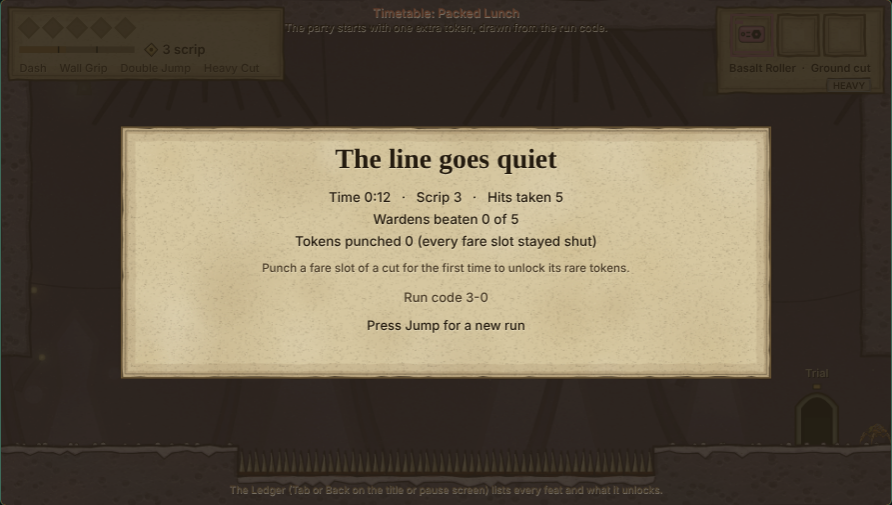 Timetable: Packed Lunch
The party starts with one extra token, drawn from the run code.
3 scrip
Dash Wall Grip Double Jump Heavy Cut
Basalt Roller · Ground cut
HEAVY
The line goes quiet
Time 0:12 · Scrip 3 · Hits taken 5
Wardens beaten 0 of 5
Tokens punched 0 (every fare slot stayed shut)
Punch a fare slot of a cut for the first time to unlock its rare tokens.
Run code 3-0
Press Jump for a new run
Trial
The Ledger (Tab or Back on the title or pause screen) lists every feat and what it unlocks.